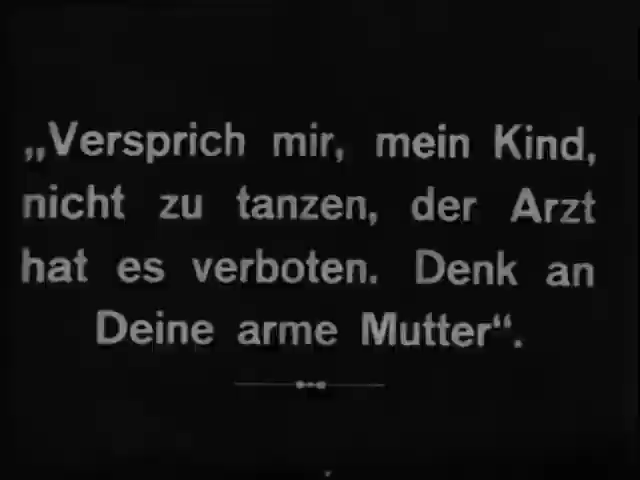 „Versprich mir, mein Kind,
nicht zu tanzen, der Arzt
hat es verboten. Denk an
Deine arme Mutter“.